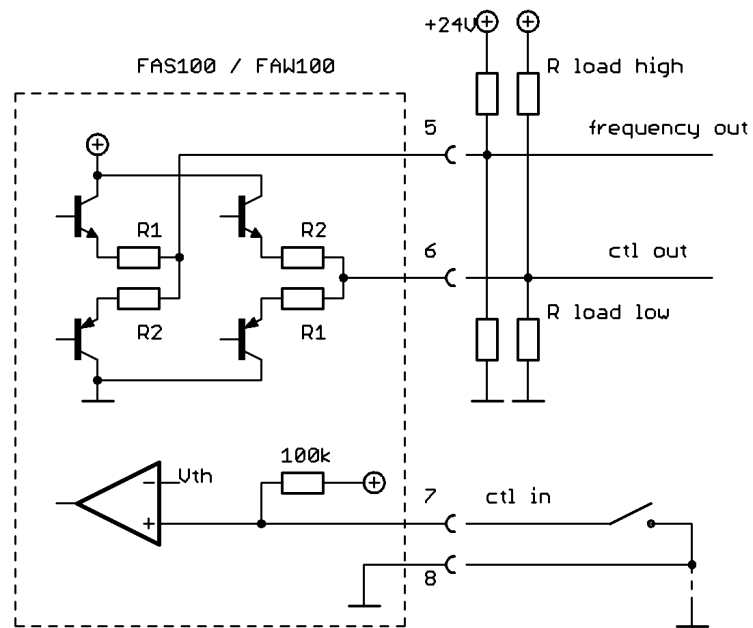 +24V
FAS100 / FAW100
R load high
5
frequency out
R1
R2
6
ctl out
R2
R1
R load low
100k
Vth
7
ctl in
8